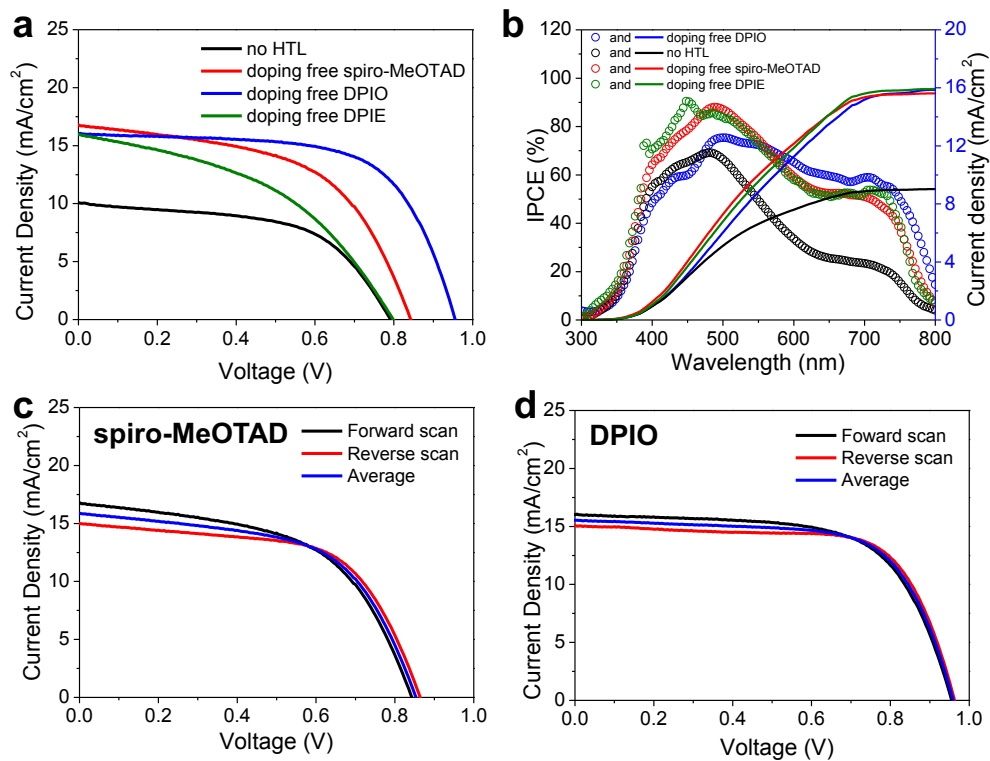 a
25
20
15
10
5
0
0.0 0.2 0.4 0.6 0.8 1.0
Current Density (mA/cm²)
Voltage (V)
no HTL
doping free spiro-MeOTAD
doping free DPIO
doping free DPIE
b
120
100
80
60
40
20
0
300 400 500 600 700 800
IPCE (%)
Wavelength (nm)
20
16
12
8
4
0
Current density (mA/cm²)
and doping free DPIO
and no HTL
and doping free spiro-MeOTAD
and doping free DPIE
c
spiro-MeOTAD
25
20
15
10
5
0
0.0 0.2 0.4 0.6 0.8 1.0
Current Density (mA/cm²)
Voltage (V)
Forward scan
Reverse scan
Average
d
DPIO
25
20
15
10
5
0
0.0 0.2 0.4 0.6 0.8 1.0
Current Density (mA/cm²)
Voltage (V)
Foward scan
Reverse scan
Average